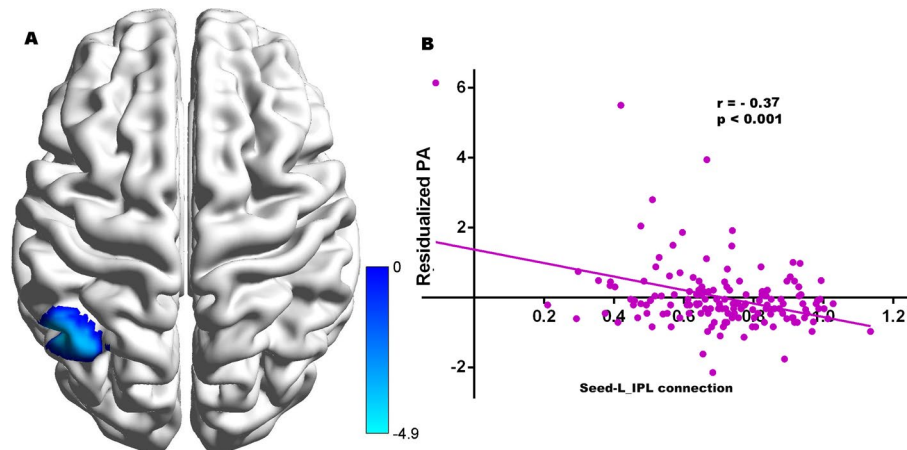 A
B
r = - 0.37
p < 0.001
Residualized PA
6
4
2
-2
0.2
0.4
0.6
0.8
1.0
1.2
Seed-L_IPL connection
0
-4.9